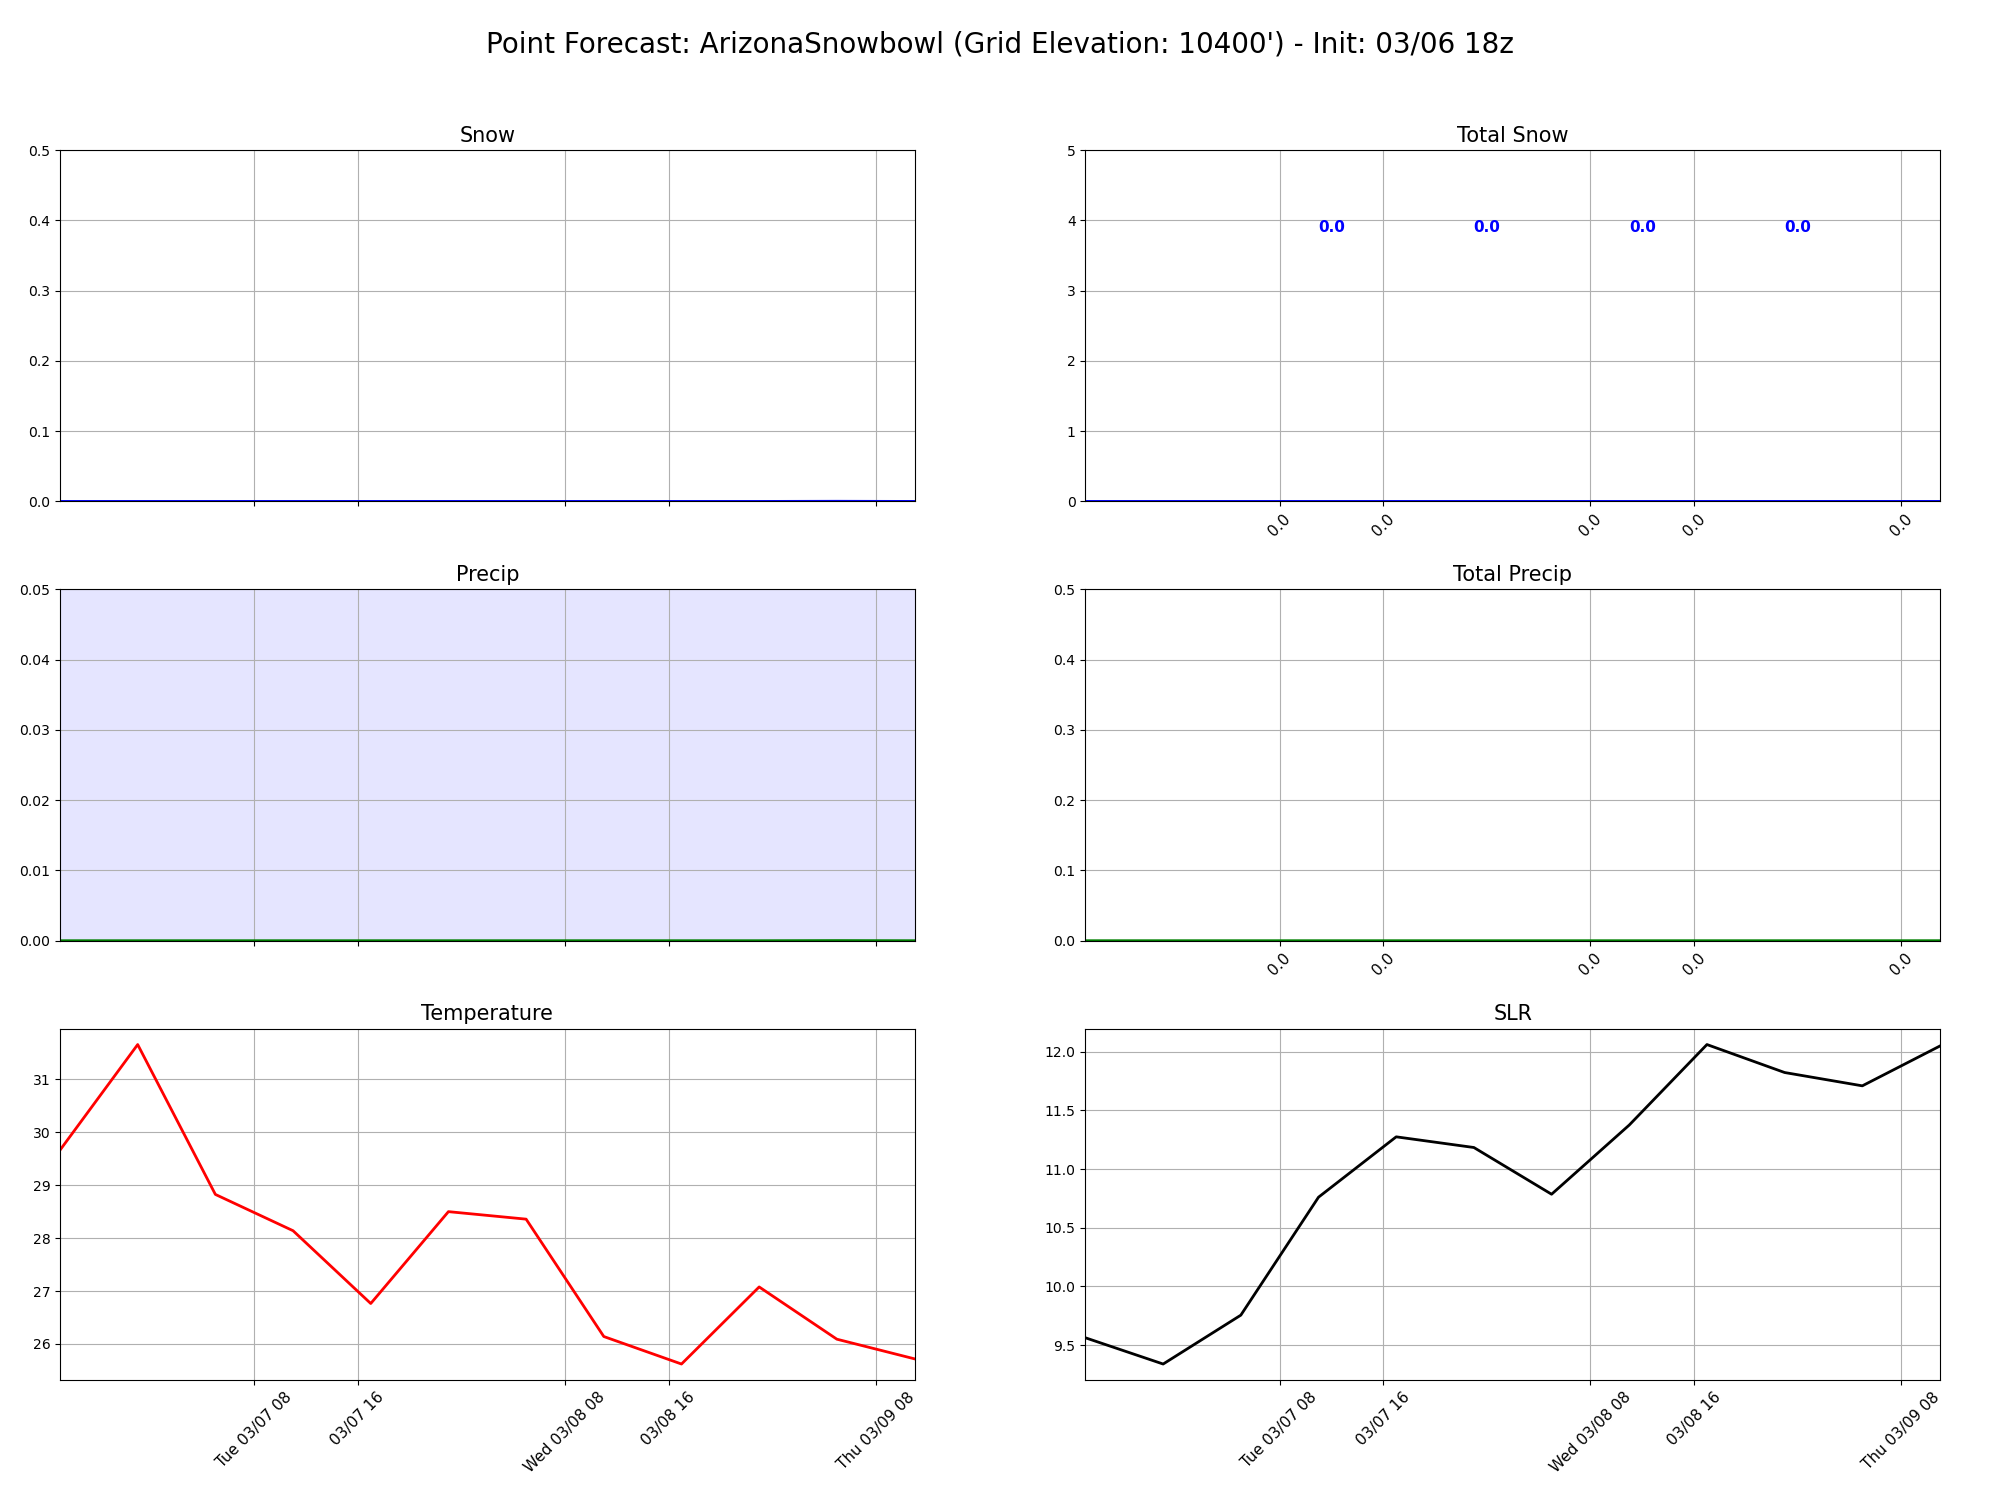 Point Forecast: ArizonaSnowbowl (Grid Elevation: 10400') - Init: 03/06 18z
Snow
0.5
0.4
0.3
0.2
0.1
0.0
Total Snow
5
4
3
2
1
0
0.0 0.0 0.0 0.0
0.0 0.0 0.0 0.0 0.0
Precip
0.05
0.04
0.03
0.02
0.01
0.00
Total Precip
0.5
0.4
0.3
0.2
0.1
0.0
0.0 0.0 0.0 0.0 0.0
Temperature
31
30
29
28
27
26
Tue 03/07 08
03/07 16
Wed 03/08 08
03/08 16
Thu 03/09 08
SLR
12.0
11.5
11.0
10.5
10.0
9.5
Tue 03/07 08
03/07 16
Wed 03/08 08
03/08 16
Thu 03/09 08